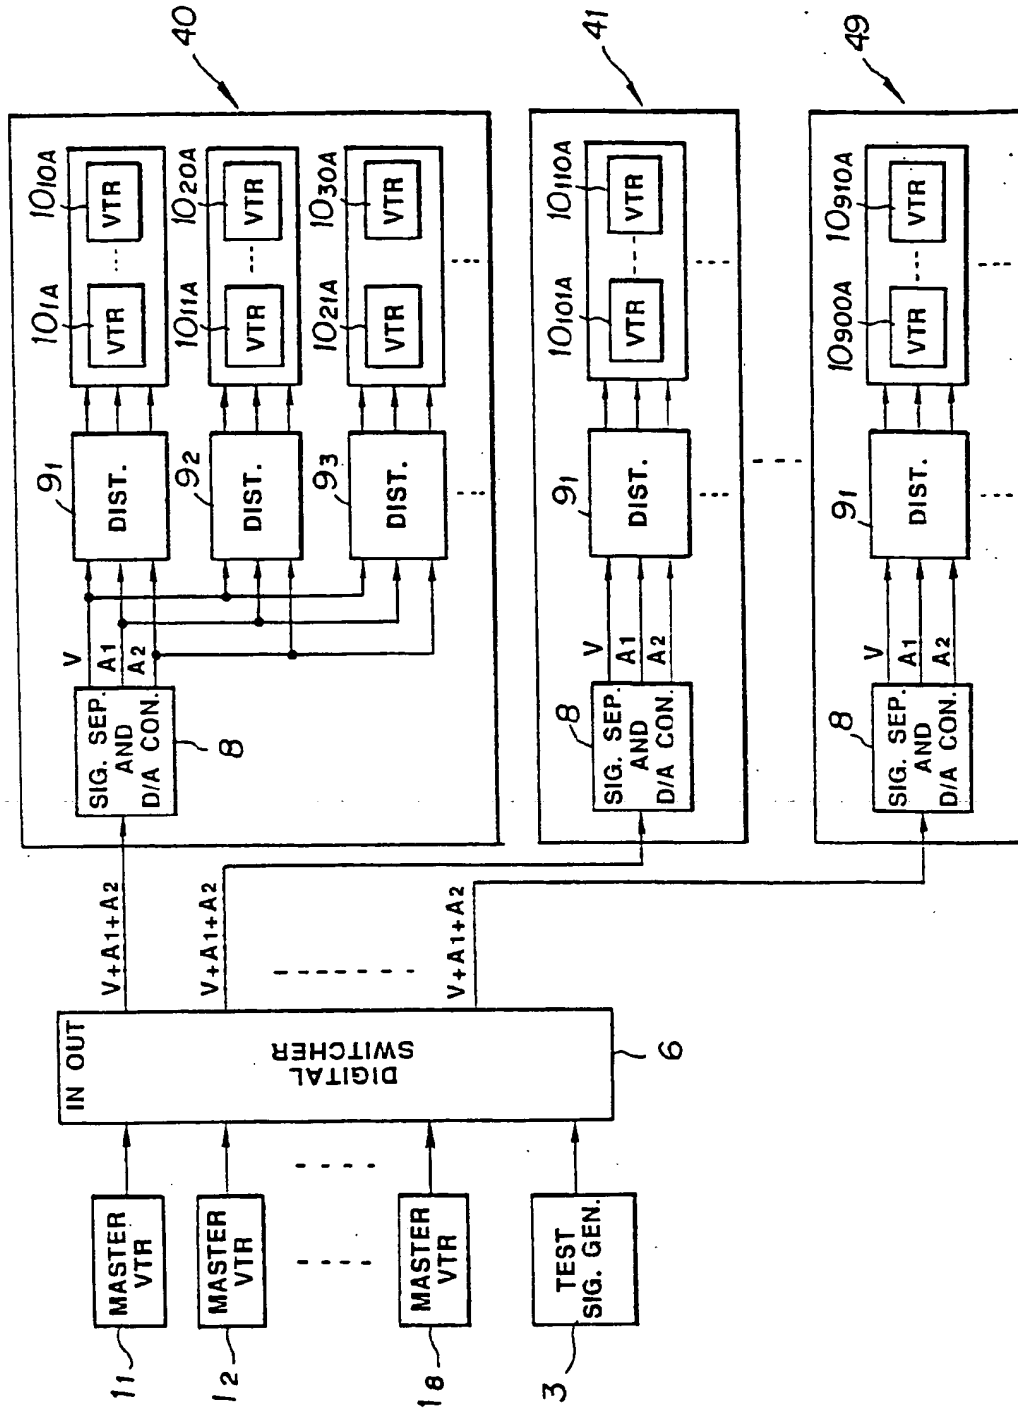 11
MASTER
VTR
12
MASTER
VTR
18
MASTER
VTR
3
TEST
SIG. GEN.
IN OUT
DIGITAL
SWITCHER
6
V+A1+A2
V+A1+A2
V+A1+A2
40
SIG. SEP.
AND
D/A CON.
8
V
A1
A2
91
DIST.
92
DIST.
93
DIST.
101A
VTR
1010A
VTR
1011A
VTR
1020A
VTR
1021A
VTR
1030A
VTR
41
8
SIG. SEP.
AND
D/A CON.
V
A1
A2
91
DIST.
10101A
VTR
10110A
VTR
49
8
SIG. SEP.
AND
D/A CON.
V
A1
A2
91
DIST.
10900A
VTR
10910A
VTR